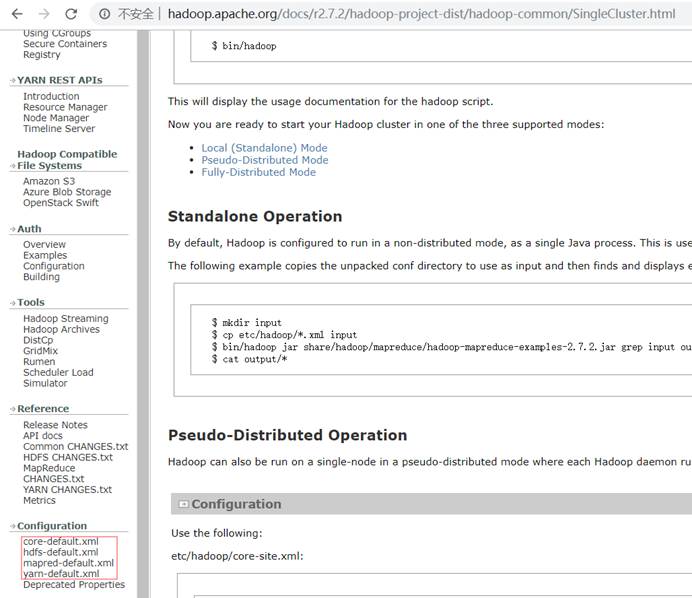 不安全 | hadoop.apache.org/docs/r2.7.2/hadoop-project-dist/hadoop-common/SingleCluster.html
Using CGroups
Secure Containers
Registry
YARN REST APIs
Introduction
Resource Manager
Node Manager
Timeline Server
Hadoop Compatible
File Systems
Amazon S3
Azure Blob Storage
OpenStack Swift
Auth
Overview
Examples
Configuration
Building
Tools
Hadoop Streaming
Hadoop Archives
DistCp
GridMix
Rumen
Scheduler Load
Simulator
Reference
Release Notes
API docs
Common CHANGES.txt
HDFS CHANGES.txt
MapReduce
CHANGES.txt
YARN CHANGES.txt
Metrics
Configuration
core-default.xml
hdfs-default.xml
mapred-default.xml
yarn-default.xml
Deprecated Properties
$ bin/hadoop
This will display the usage documentation for the hadoop script.
Now you are ready to start your Hadoop cluster in one of the three supported modes:
• Local (Standalone) Mode
• Pseudo-Distributed Mode
• Fully-Distributed Mode
Standalone Operation
By default, Hadoop is configured to run in a non-distributed mode, as a single Java process. This is use
The following example copies the unpacked conf directory to use as input and then finds and displays e
$ mkdir input
$ cp etc/hadoop/*.xml input
$ bin/hadoop jar share/hadoop/mapreduce/hadoop-mapreduce-examples-2.7.2.jar grep input ou
$ cat output/*
Pseudo-Distributed Operation
Hadoop can also be run on a single-node in a pseudo-distributed mode where each Hadoop daemon ru
Configuration
Use the following:
etc/hadoop/core-site.xml: